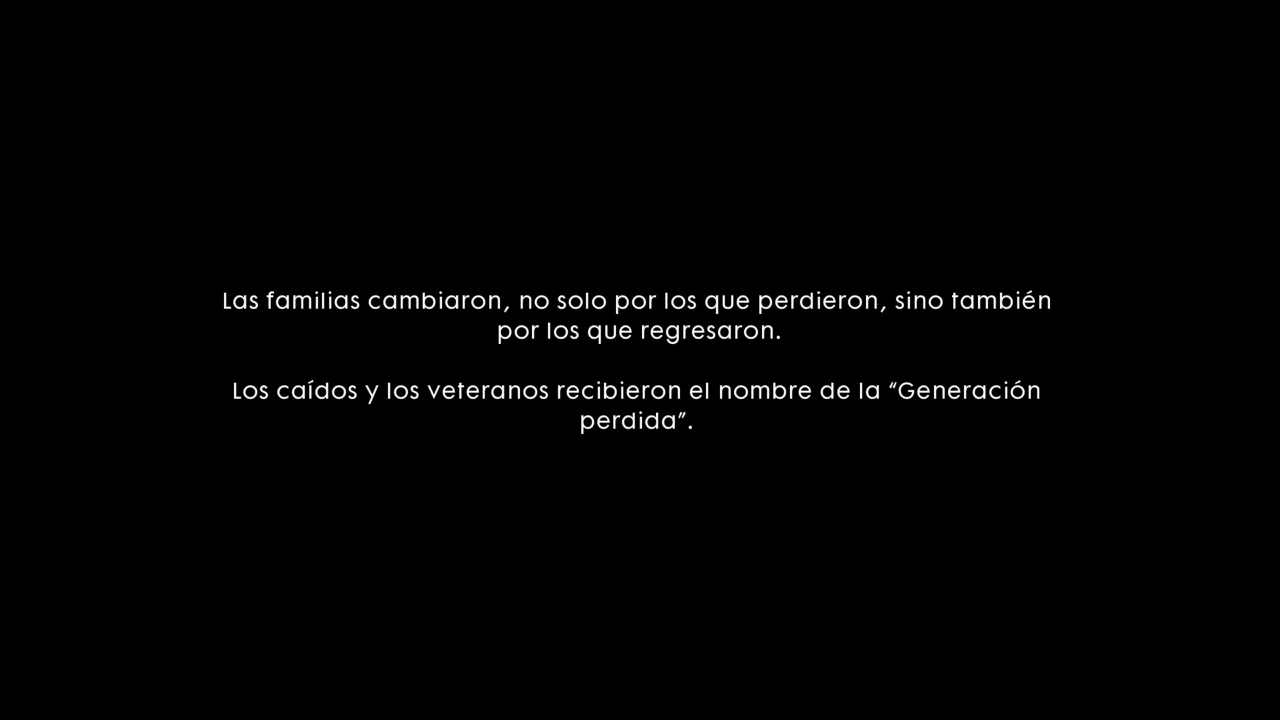 Las familias cambiaron, no solo por los que perdieron, sino también
por los que regresaron.
Los caídos y los veteranos recibieron el nombre de la “Generación
perdida”.